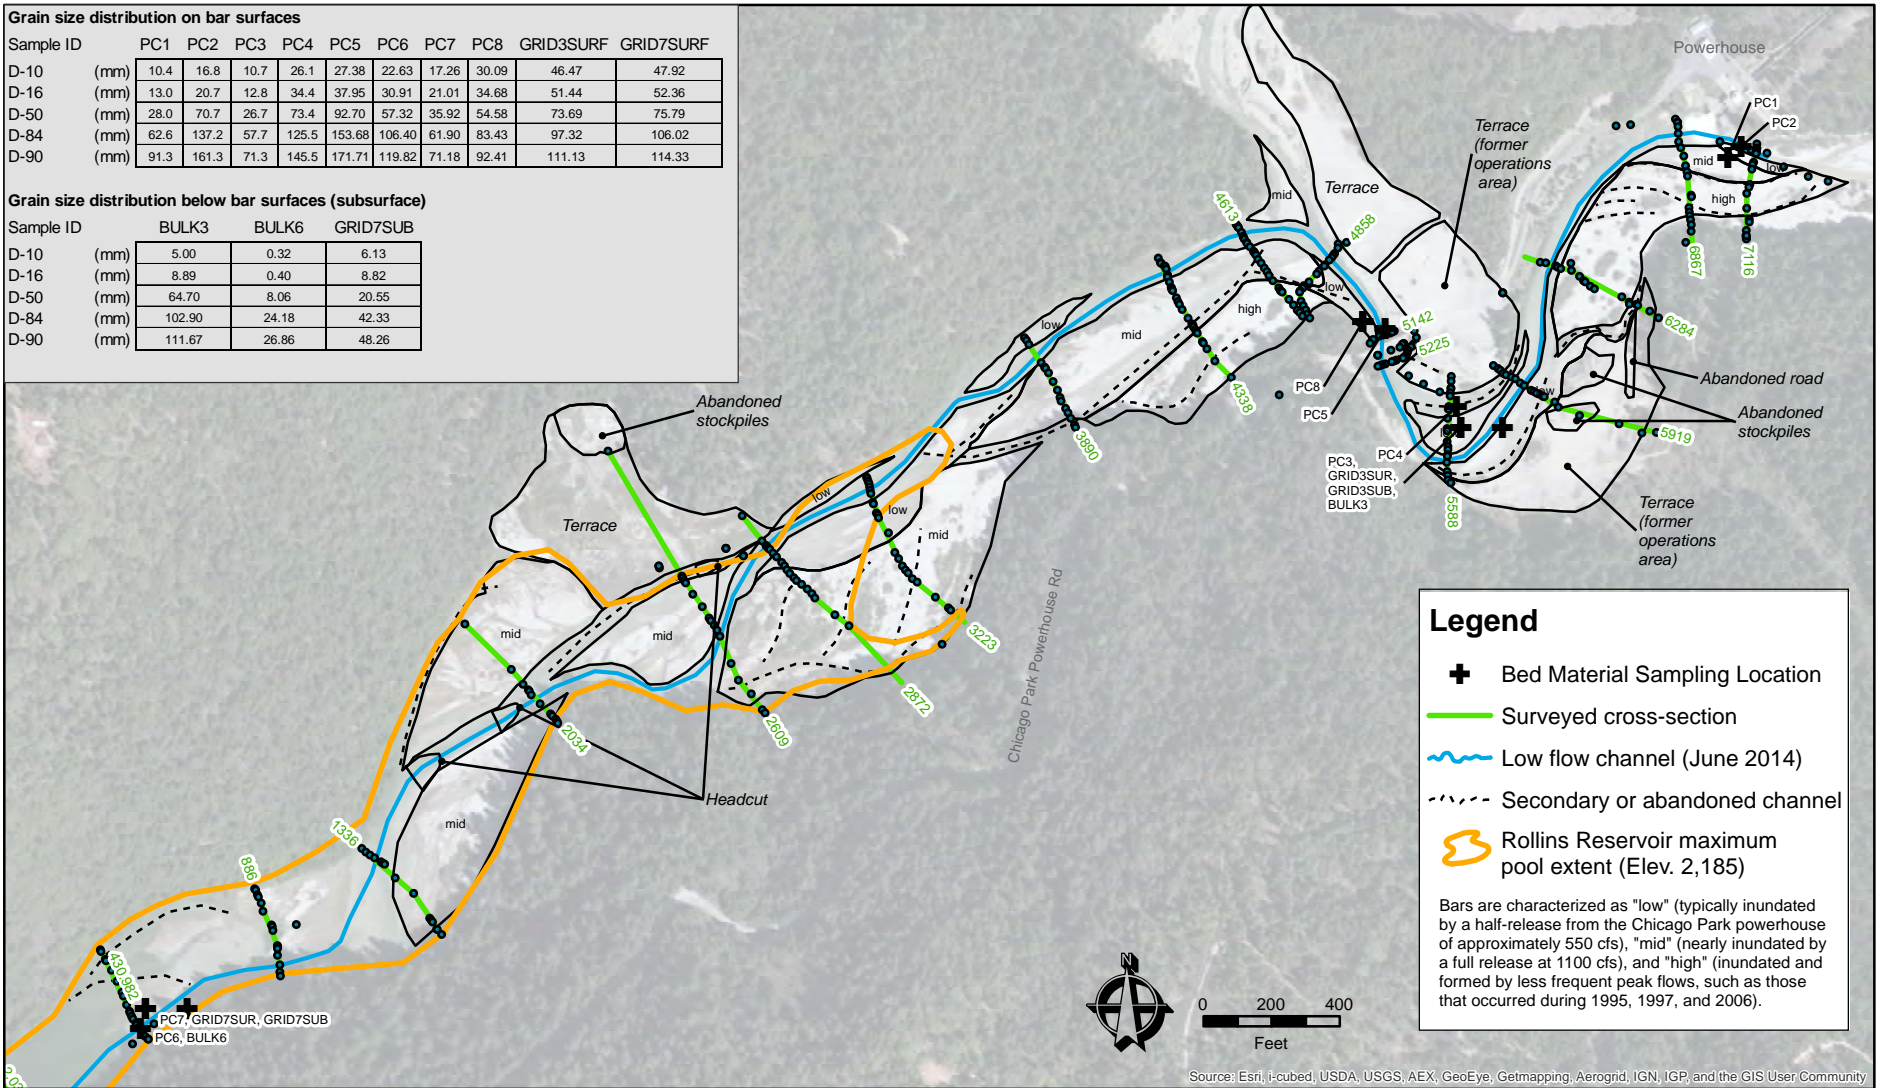 Grain size distribution on bar surfaces
Sample ID PC1 PC2 PC3 PC4 PC5 PC6 PC7 PC8 GRID3SURF GRID7SURF
D-10 (mm) 10.4 16.8 10.7 26.1 27.38 22.63 17.26 30.09 46.47 47.92
D-16 (mm) 13.0 20.7 12.8 34.4 37.95 30.91 21.01 34.68 51.44 52.36
D-50 (mm) 28.0 70.7 26.7 73.4 92.70 57.32 35.92 54.58 73.69 75.79
D-84 (mm) 62.6 137.2 57.7 125.5 153.68 106.40 61.90 83.43 97.32 106.02
D-90 (mm) 91.3 161.3 71.3 145.5 171.71 119.82 71.18 92.41 111.13 114.33
Grain size distribution below bar surfaces (subsurface)
Sample ID BULK3 BULK6 GRID7SUB
D-10 (mm) 5.00 0.32 6.13
D-16 (mm) 8.89 0.40 8.82
D-50 (mm) 64.70 8.06 20.55
D-84 (mm) 102.90 24.18 42.33
D-90 (mm) 111.67 26.86 48.26
Powerhouse
PC1
PC2
mid
low
high
6867
7116
Terrace
(former
operations
area)
Terrace
mid
4613
4858
low
high
mid
low
5142
5225
6284
PC8
PC5
4338
3890
low
Abandoned road
Abandoned
stockpiles
5919
PC4
PC3,
GRID3SUR,
GRID3SUB,
BULK3
5588
Terrace
(former
operations
area)
Abandoned
stockpiles
Terrace
low
low
mid
3223
2872
2609
2034
mid
mid
Chicago Park Powerhouse Rd
Headcut
mid
1336
886
430.982
PC7, GRID7SUR, GRID7SUB
PC6, BULK6
Legend
Bed Material Sampling Location
Surveyed cross-section
Low flow channel (June 2014)
Secondary or abandoned channel
Rollins Reservoir maximum
pool extent (Elev. 2,185)
Bars are characterized as "low" (typically inundated
by a half-release from the Chicago Park powerhouse
of approximately 550 cfs), "mid" (nearly inundated by
a full release at 1100 cfs), and "high" (inundated and
formed by less frequent peak flows, such as those
that occurred during 1995, 1997, and 2006).
N
0 200 400
Feet
Source: Esri, i-cubed, USDA, USGS, AEX, GeoEye, Getmapping, Aerogrid, IGN, IGP, and the GIS User Community